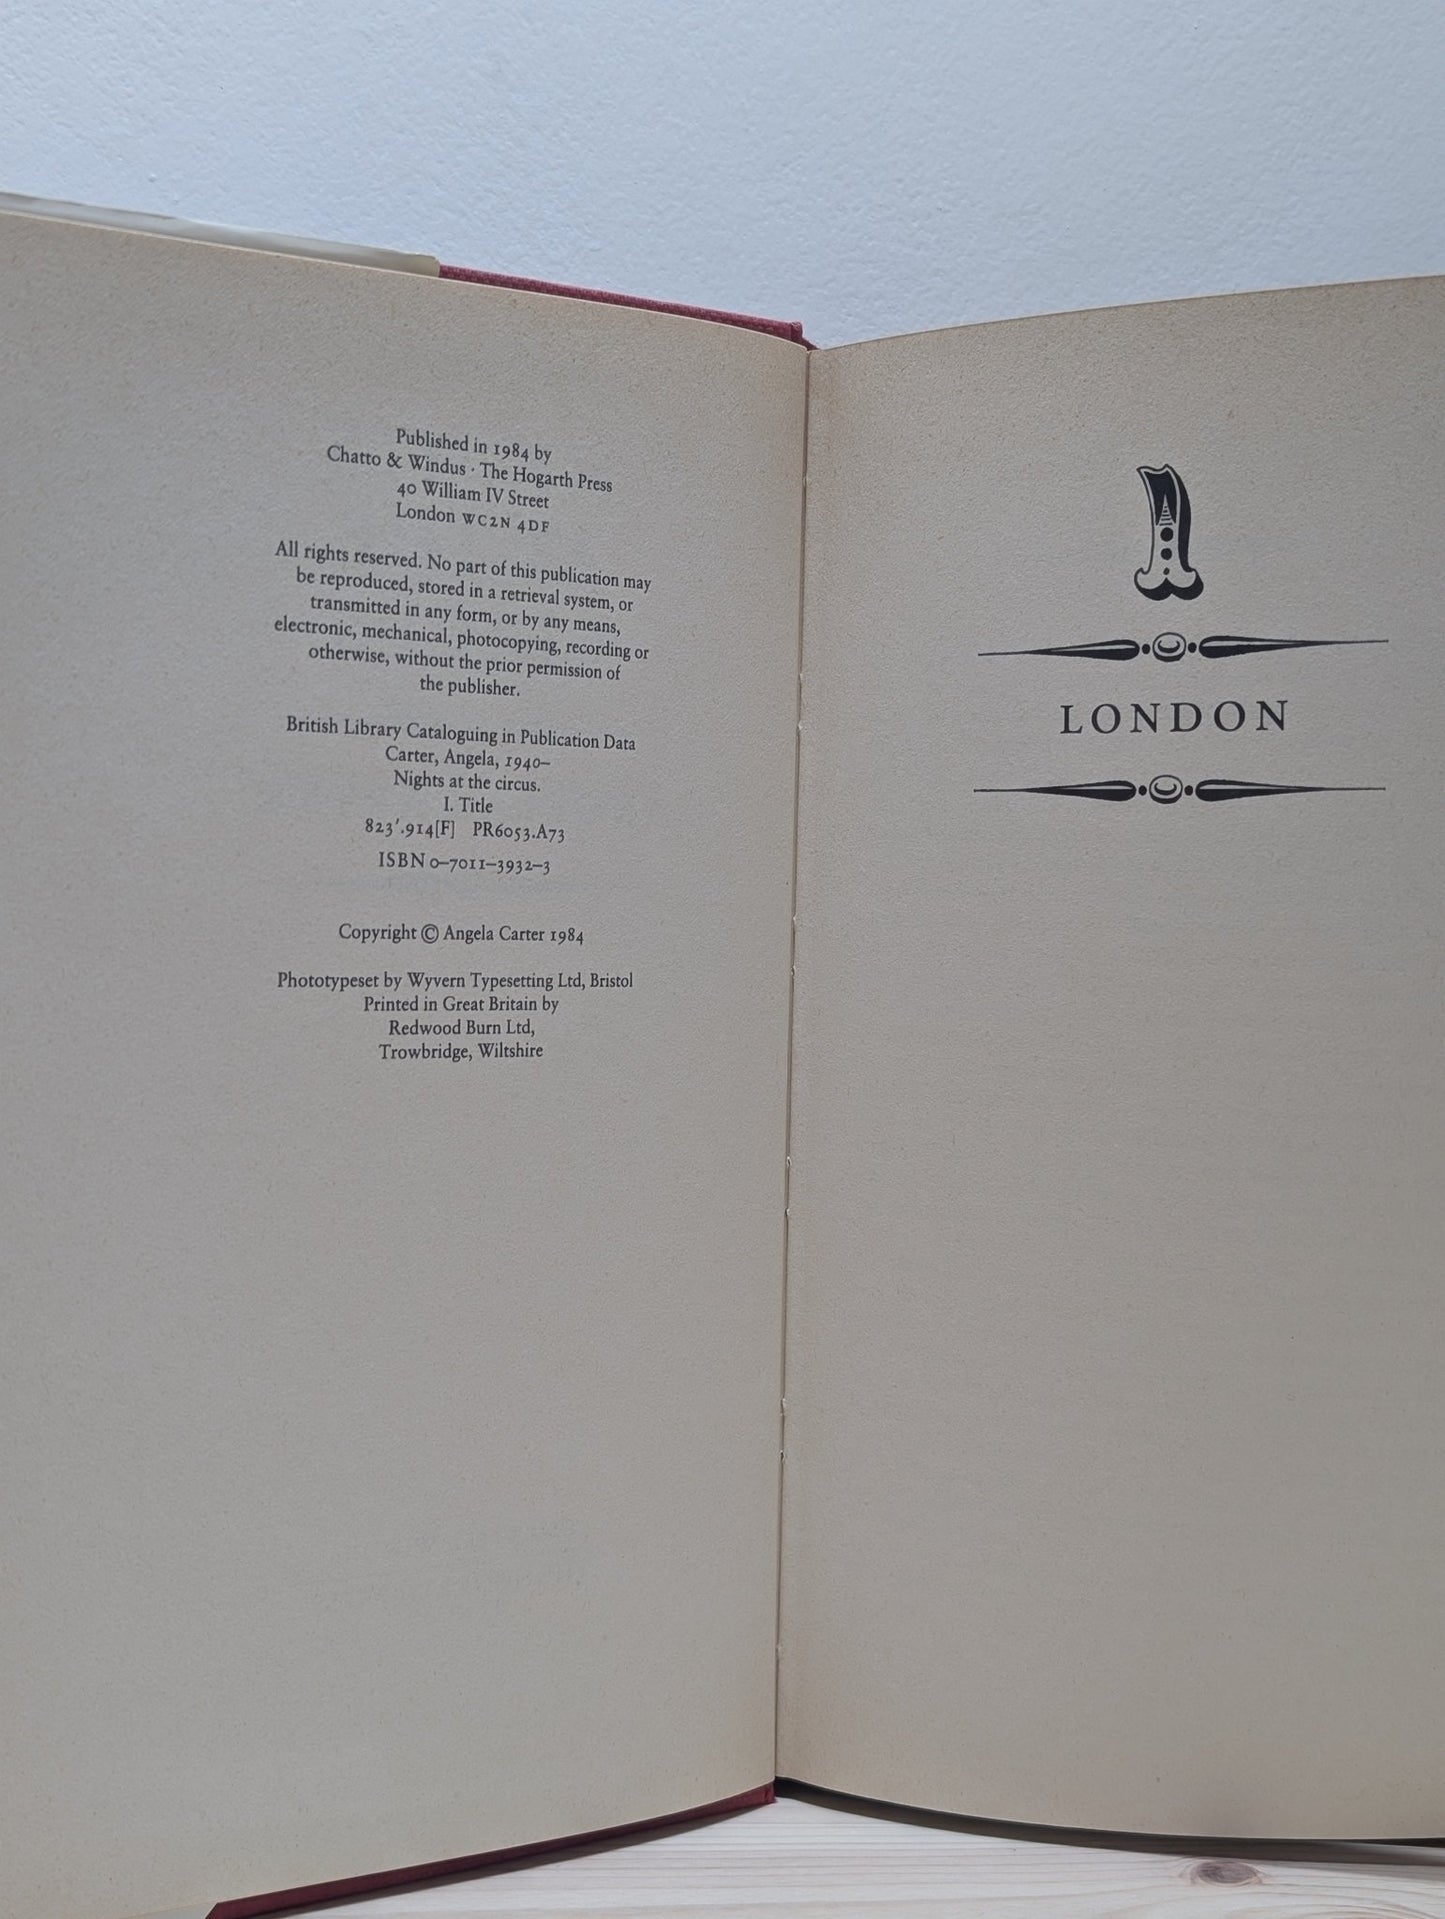 Published in 1984 by
Chatto & Windus · The Hogarth Press
40 William IV Street
London WC2N 4DF
All rights reserved. No part of this publication may
be reproduced, stored in a retrieval system, or
transmitted in any form, or by any means,
electronic, mechanical, photocopying, recording or
otherwise, without the prior permission of
the publisher.
British Library Cataloguing in Publication Data
Carter, Angela, 1940–
Nights at the circus.
I. Title
823'.914[F] PR6053.A73
ISBN 0–7011–3932–3
Copyright © Angela Carter 1984
Phototypeset by Wyvern Typesetting Ltd, Bristol
Printed in Great Britain by
Redwood Burn Ltd,
Trowbridge, Wiltshire
1
LONDON